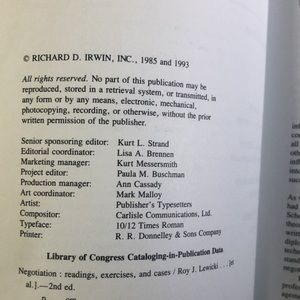 © RICHARD D. IRWIN, INC., 1985 and 1993
All rights reserved. No part of this publication may be
reproduced, stored in a retrieval system, or transmitted, in
any form or by any means, electronic, mechanical,
photocopying, recording, or otherwise, without the prior
written permission of the publisher.
Senior sponsoring editor: Kurt L. Strand
Editorial coordinator: Lisa A. Brennen
Marketing manager: Kurt Messersmith
Project editor: Paula M. Buschman
Production manager: Ann Cassady
Art coordinator: Mark Malloy
Artist: Publisher's Typesetters
Compositor: Carlisle Communications, Ltd.
Typeface: 10/12 Times Roman
Printer: R. R. Donnelley & Sons Company
Library of Congress Cataloging-in-Publication Data
Negotiation : readings, exercises, and cases / Roy J. Lewicki . . . [et
al.].—2nd ed.